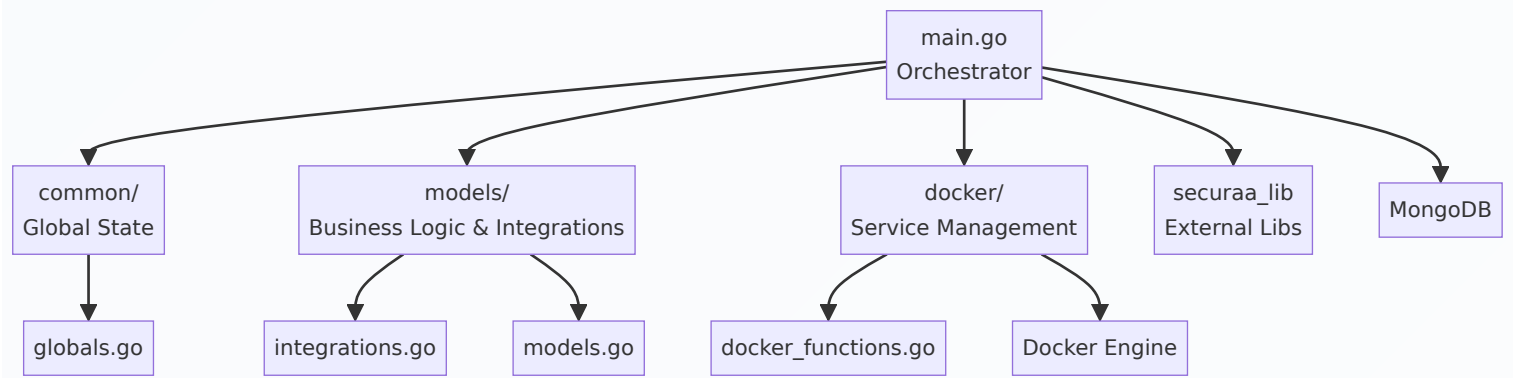 main.go
Orchestrator
common/
Global State
models/
Business Logic & Integrations
docker/
Service Management
securaa_lib
External Libs
MongoDB
globals.go
integrations.go
models.go
docker_functions.go
Docker Engine